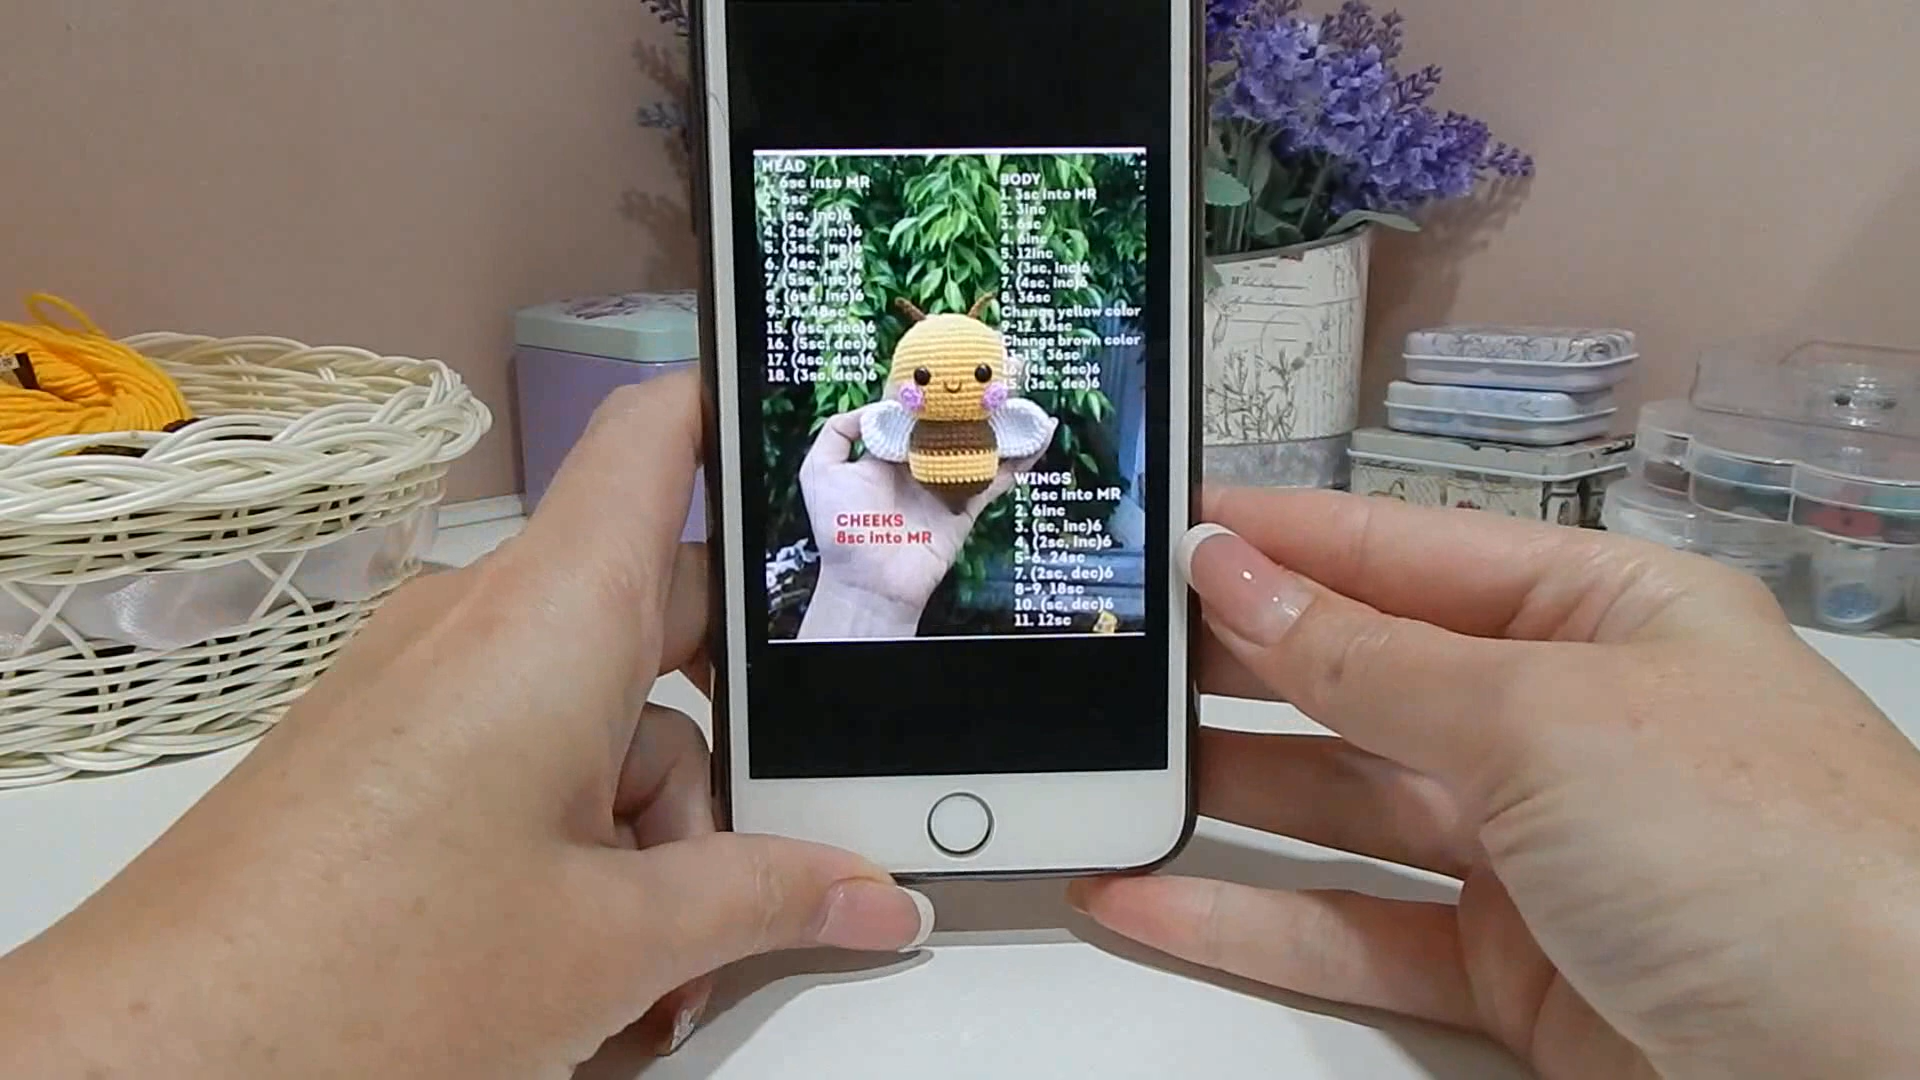 HEAD
1. 6sc into MR
2. 6sc
3. (sc, inc)6
4. (2sc, inc)6
5. (3sc, inc)6
6. (4sc, inc)6
7. (5sc, inc)6
8. (6sc, inc)6
9-14. 48sc
15. (6sc, dec)6
16. (5sc, dec)6
17. (4sc, dec)6
18. (3sc, dec)6
BODY
1. 3sc into MR
2. 3inc
3. 6sc
4. 6inc
5. 12inc
6. (3sc, inc)6
7. (4sc, inc)6
8. 36sc
Change yellow color
9-12. 36sc
Change brown color
13-15. 36sc
16. (4sc, dec)6
15. (3sc, dec)6
CHEEKS
8sc into MR
WINGS
1. 6sc into MR
2. 6inc
3. (sc, inc)6
4. (2sc, inc)6
5-6. 24sc
7. (2sc, dec)6
8-9. 18sc
10. (sc, dec)6
11. 12sc